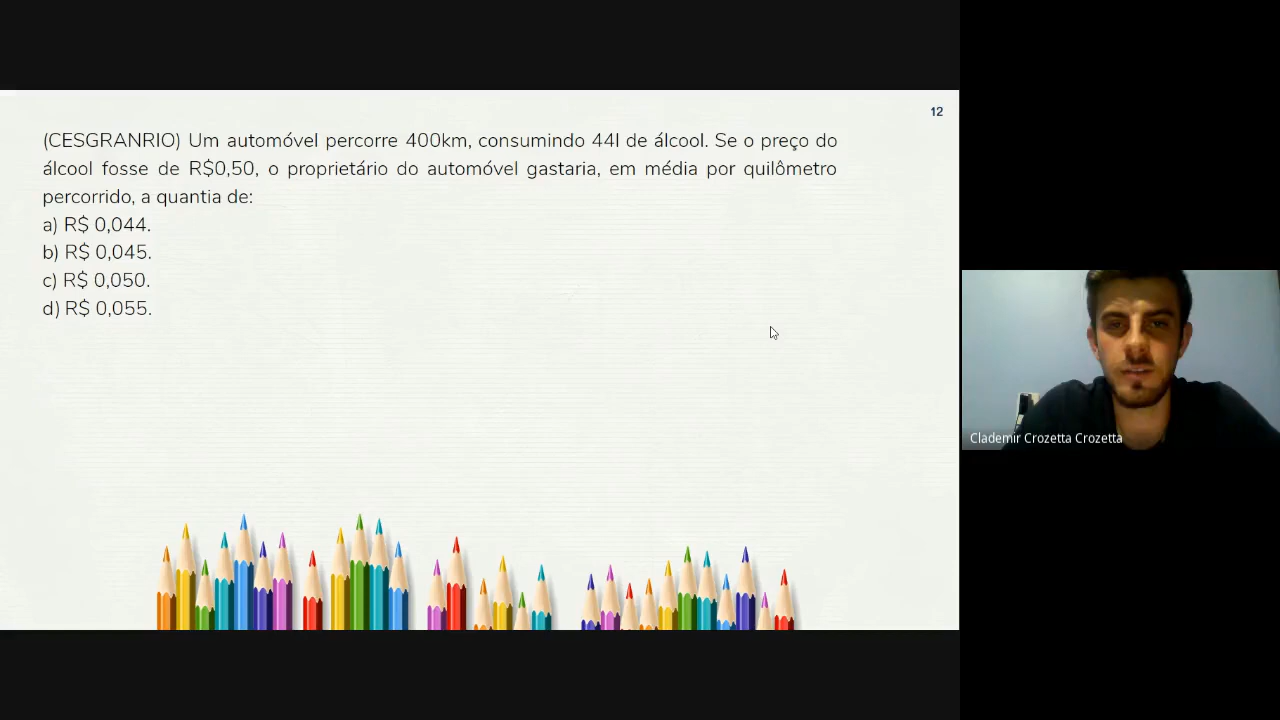 12
(CESGRANRIO) Um automóvel percorre 400km, consumindo 44l de álcool. Se o preço do
álcool fosse de R$0,50, o proprietário do automóvel gastaria, em média por quilômetro
percorrido, a quantia de:
a) R$ 0,044.
b) R$ 0,045.
c) R$ 0,050.
d) R$ 0,055.
Clademir Crozetta Crozetta